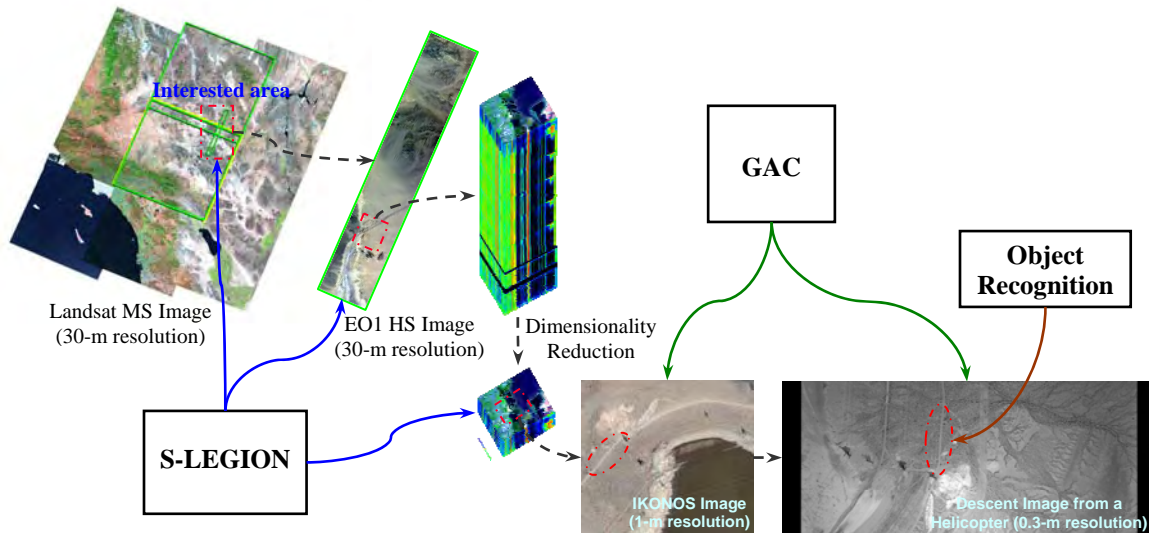 Interested area
GAC
Object
Recognition
Landsat MS Image
(30-m resolution)
EO1 HS Image
(30-m resolution)
Dimensionality
Reduction
S-LEGION
IKONOS Image
(1-m resolution)
Descent Image from a
Helicopter (0.3-m resolution)